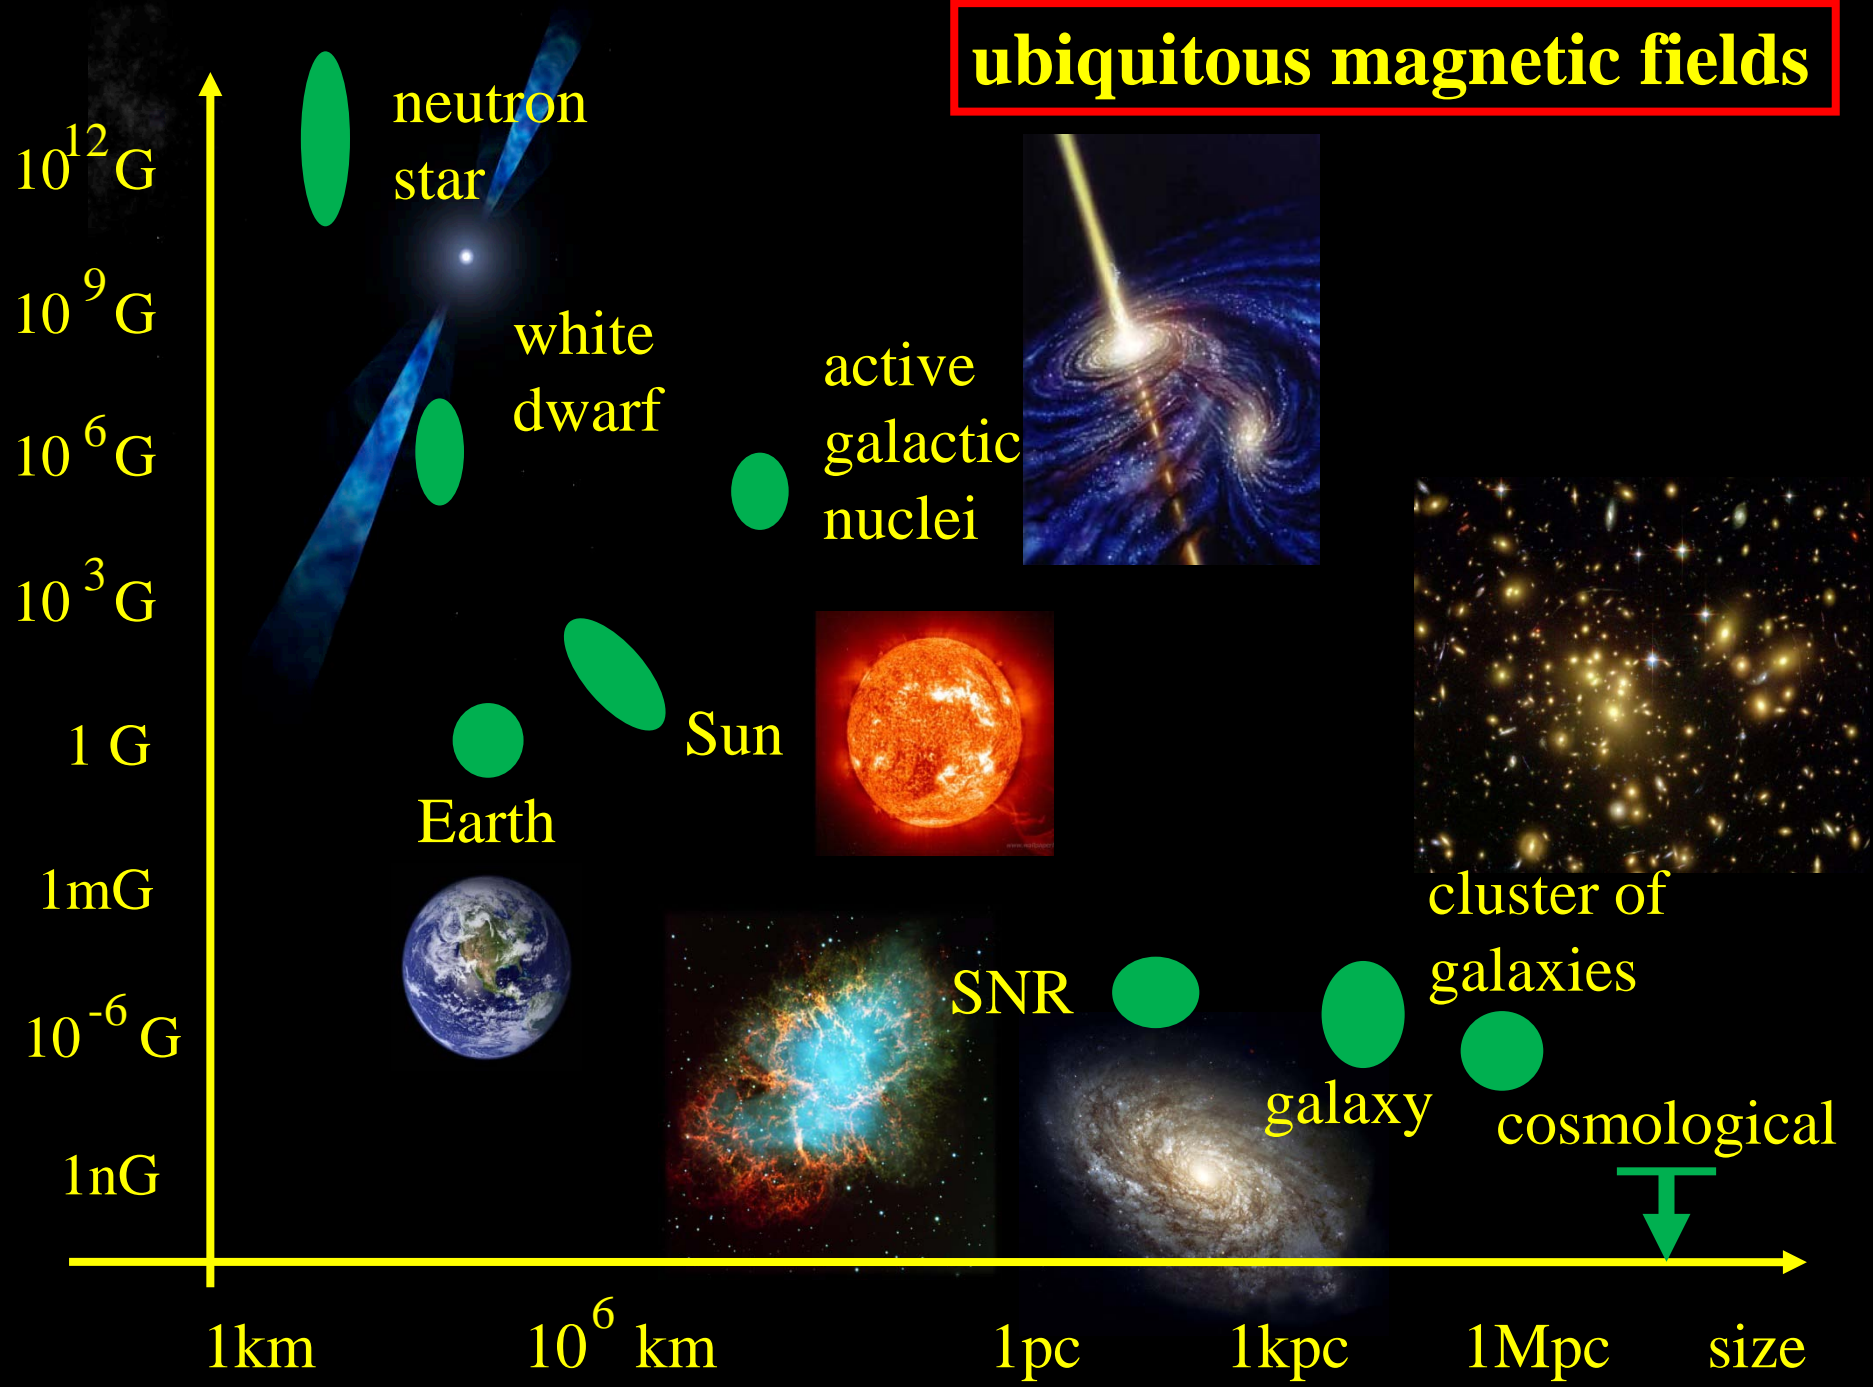 ubiquitous magnetic fields
neutron
star
10^12 G
10^9 G
white
dwarf
active
galactic
nuclei
10^6 G
10^3 G
Sun
1 G
Earth
1mG
cluster of
galaxies
SNR
10^-6 G
galaxy
cosmological
1nG
1km
10^6 km
1pc
1kpc
1Mpc
size